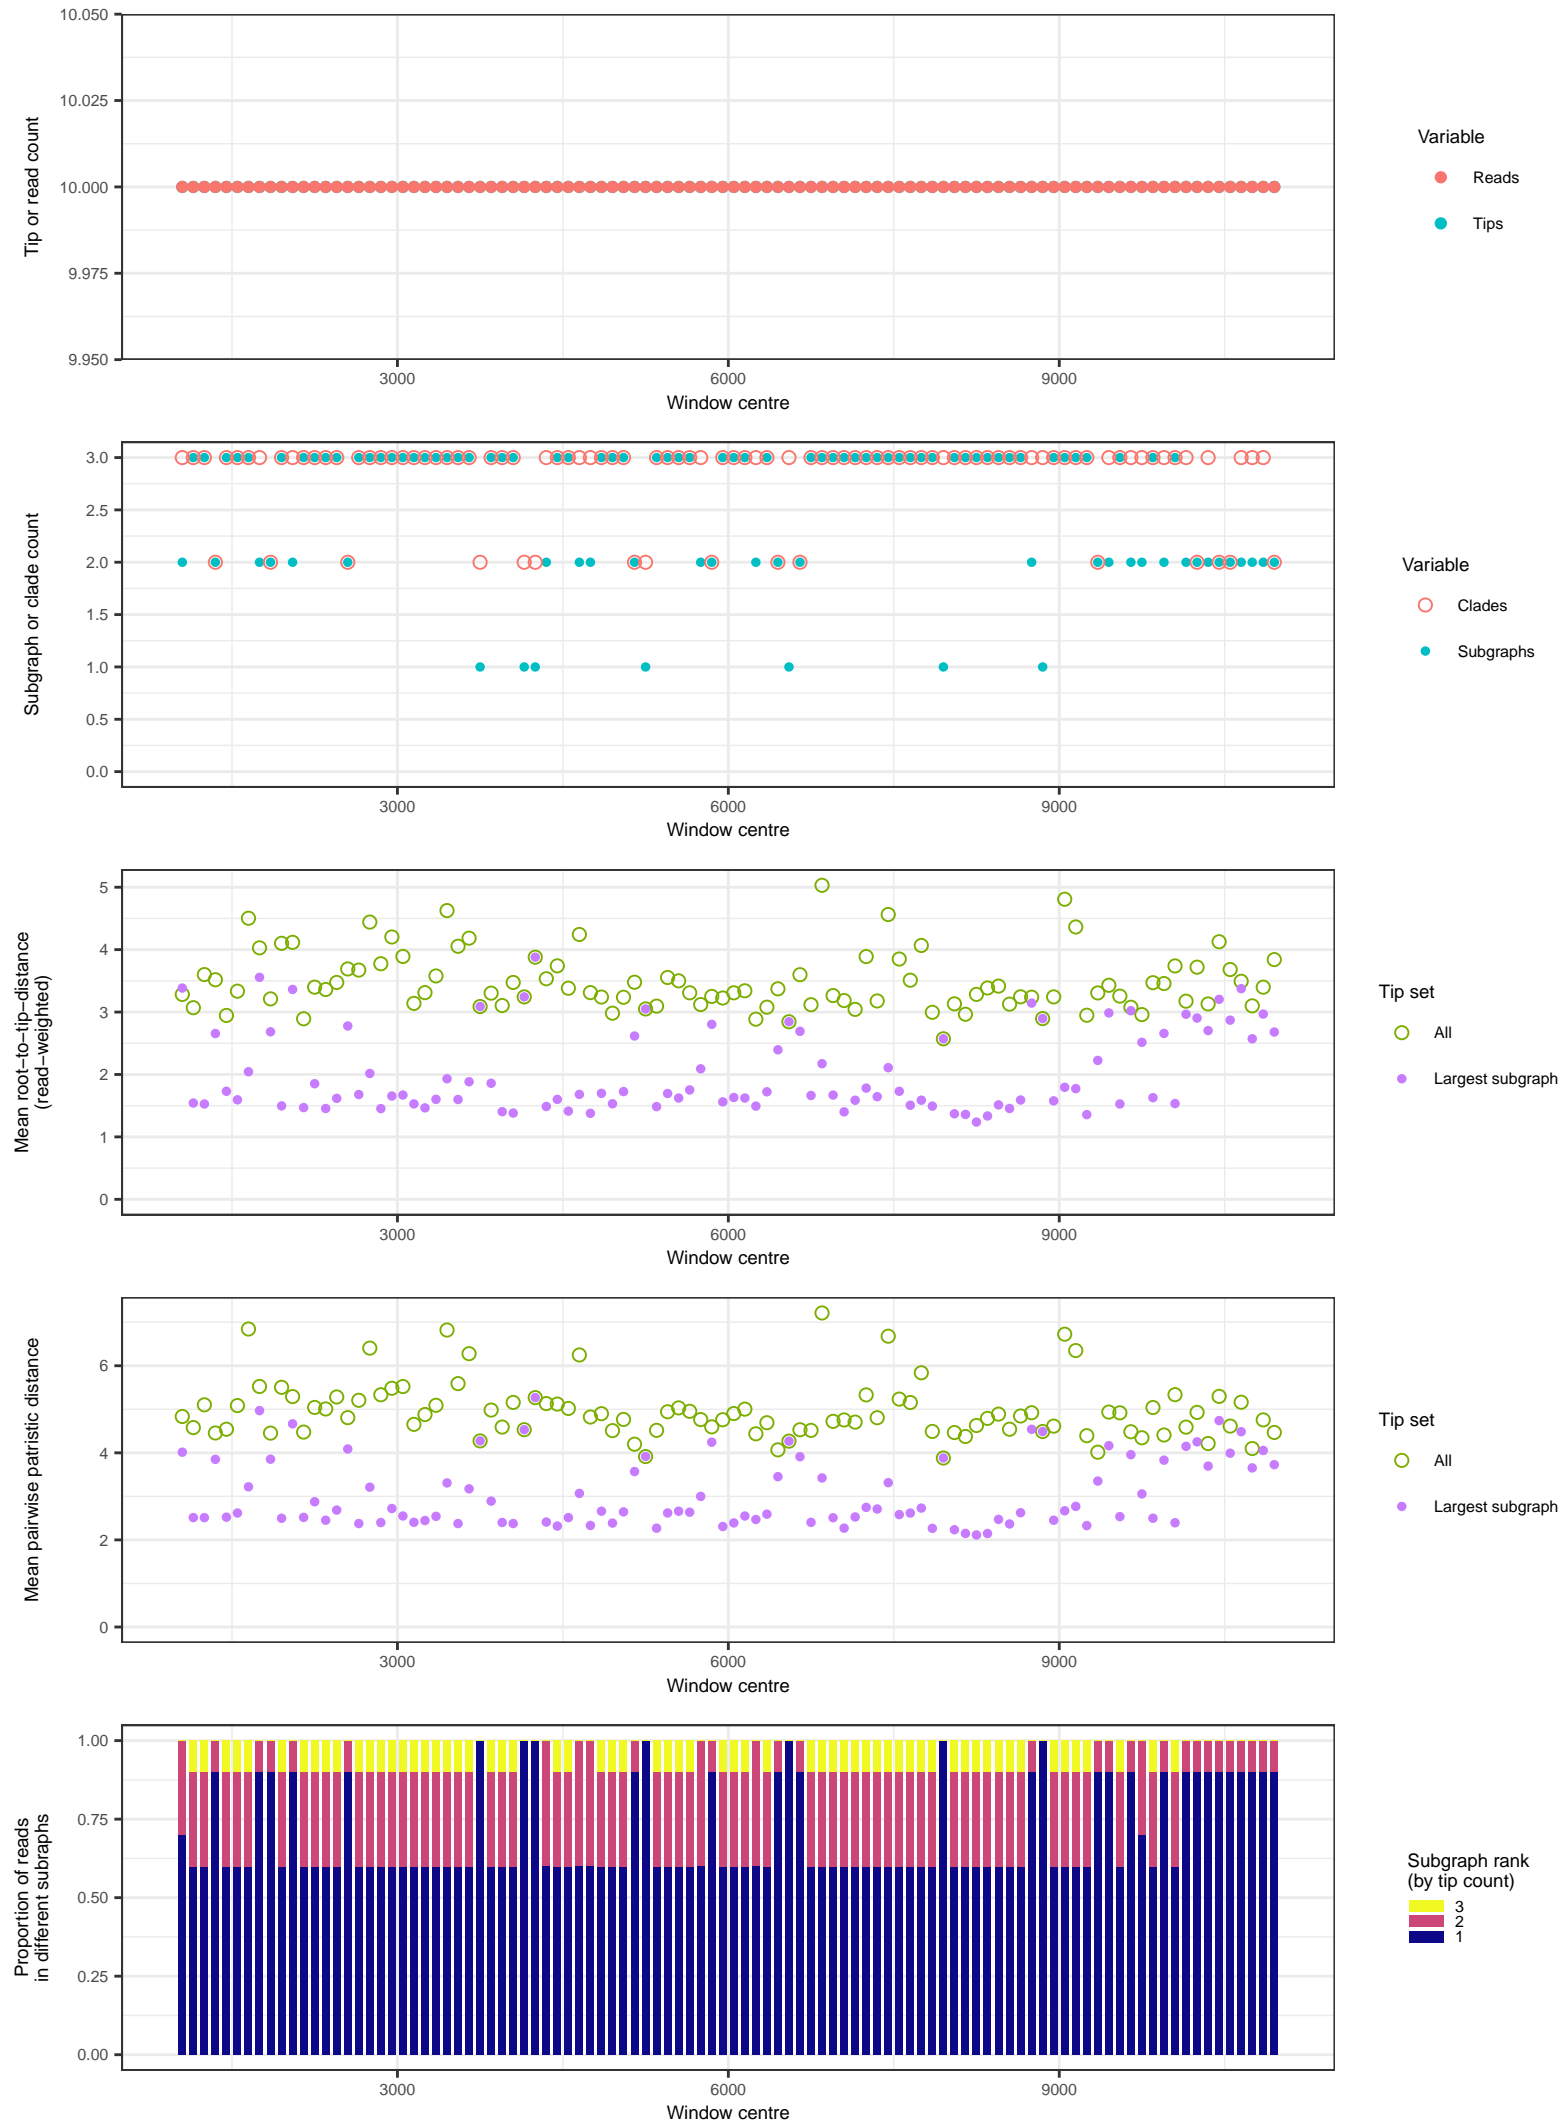 10.050
10.025
10.000
9.975
9.950
Tip or read count
3000 6000 9000
Window centre
Variable
Reads
Tips
3.0
2.5
2.0
1.5
1.0
0.5
0.0
Subgraph or clade count
3000 6000 9000
Window centre
Variable
Clades
Subgraphs
5
4
3
2
1
0
Mean root−to−tip−distance
(read−weighted)
3000 6000 9000
Window centre
Tip set
All
Largest subgraph
6
4
2
0
Mean pairwise patristic distance
3000 6000 9000
Window centre
Tip set
All
Largest subgraph
1.00
0.75
0.50
0.25
0.00
Proportion of reads
in different subraphs
3000 6000 9000
Window centre
Subgraph rank
(by tip count)
3
2
1